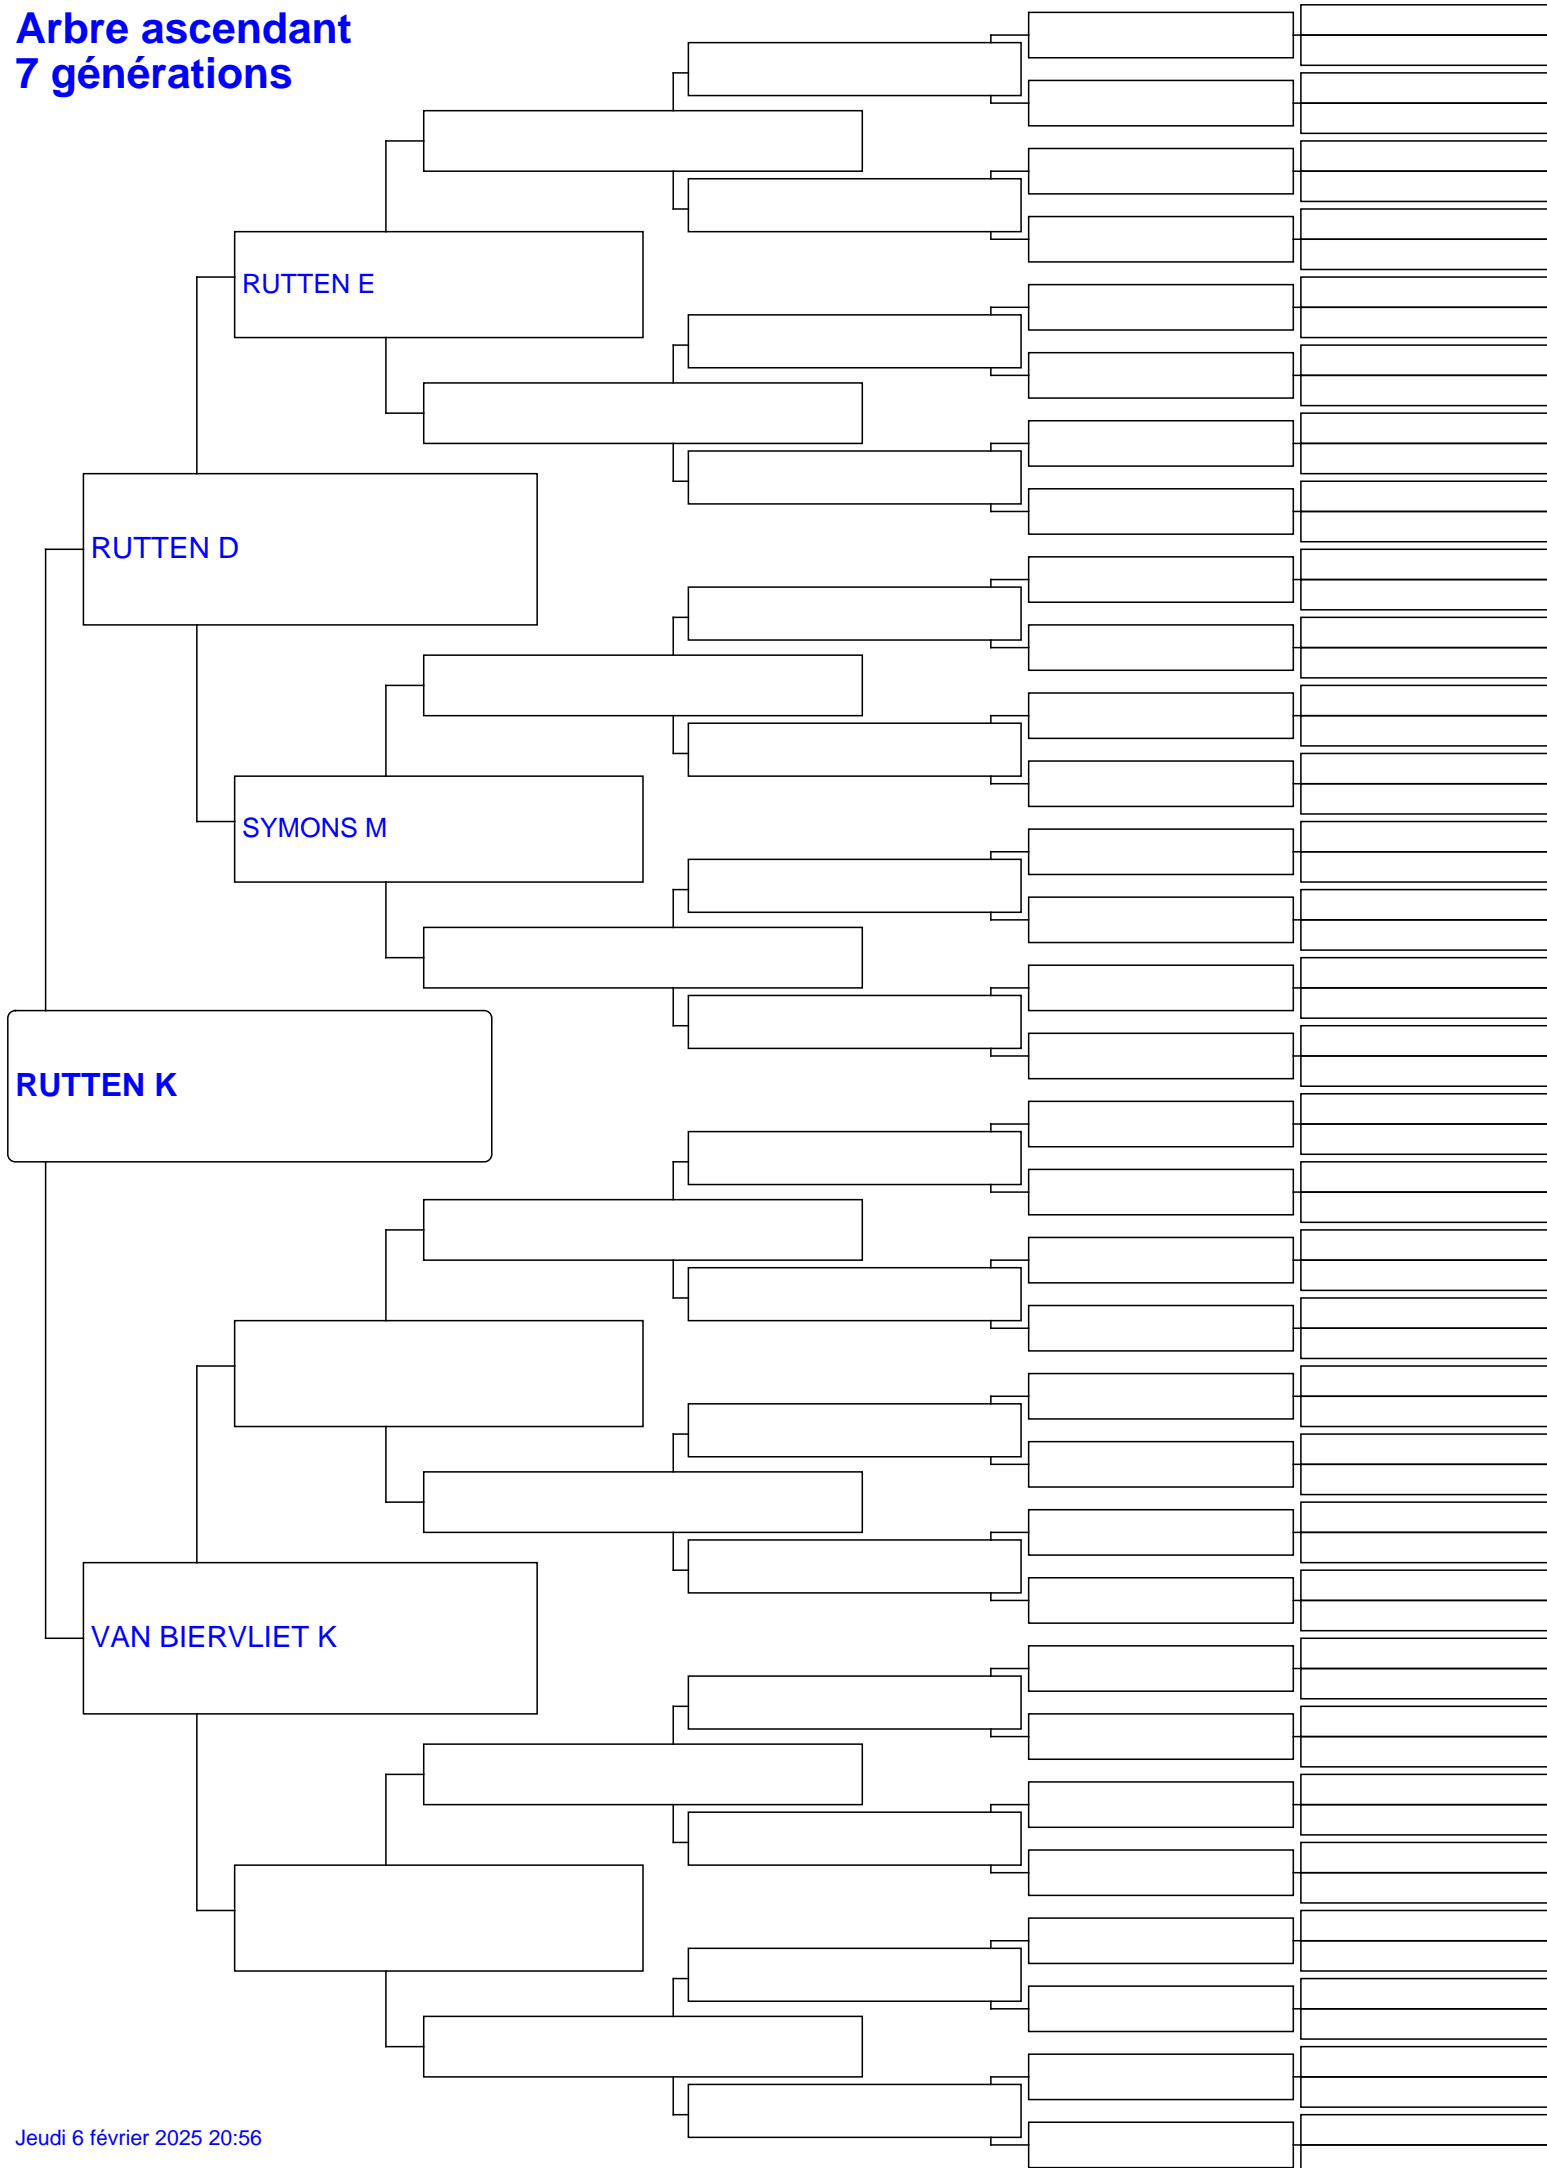 Arbre ascendant
7 générations
RUTTEN E
RUTTEN D
SYMONS M
RUTTEN K
VAN BIERVLIET K
Jeudi 6 février 2025 20:56